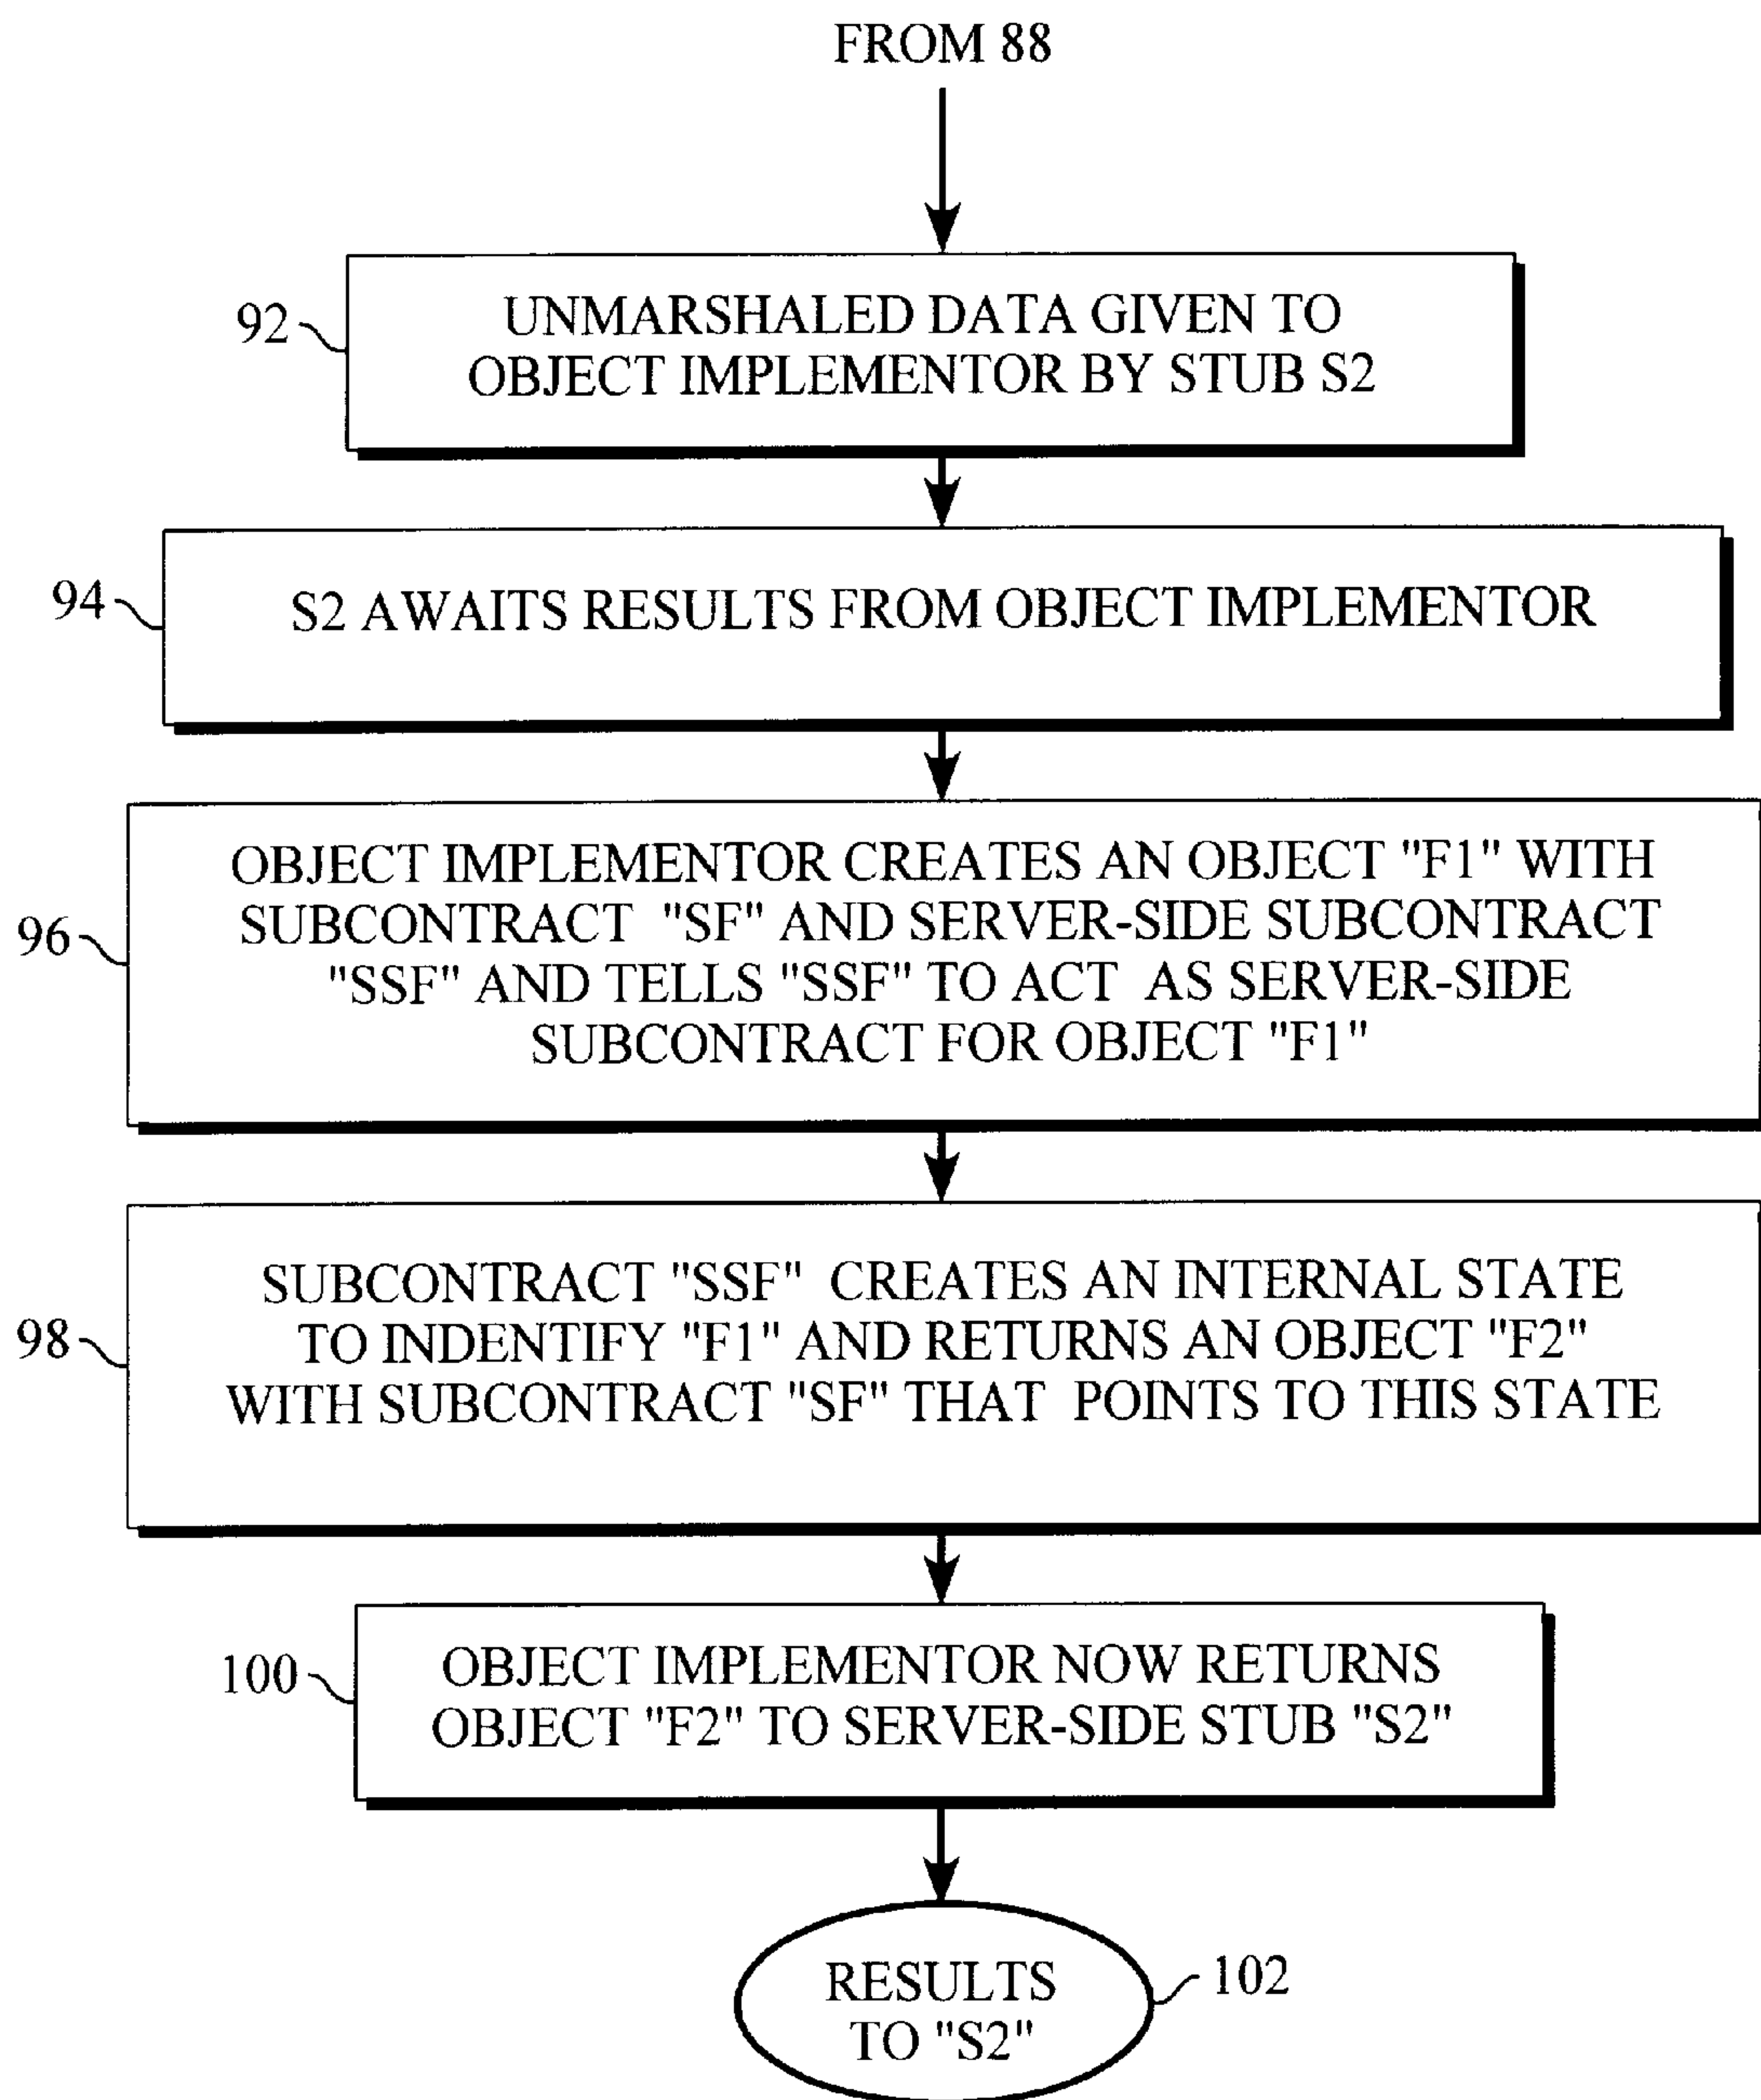 FROM 88
92
UNMARSHALED DATA GIVEN TO
OBJECT IMPLEMENTOR BY STUB S2
94
S2 AWAITS RESULTS FROM OBJECT IMPLEMENTOR
96
OBJECT IMPLEMENTOR CREATES AN OBJECT "F1" WITH
SUBCONTRACT "SF" AND SERVER-SIDE SUBCONTRACT
"SSF" AND TELLS "SSF" TO ACT AS SERVER-SIDE
SUBCONTRACT FOR OBJECT "F1"
98
SUBCONTRACT "SSF" CREATES AN INTERNAL STATE
TO INDENTIFY "F1" AND RETURNS AN OBJECT "F2"
WITH SUBCONTRACT "SF" THAT POINTS TO THIS STATE
100
OBJECT IMPLEMENTOR NOW RETURNS
OBJECT "F2" TO SERVER-SIDE STUB "S2"
RESULTS
TO "S2"
102